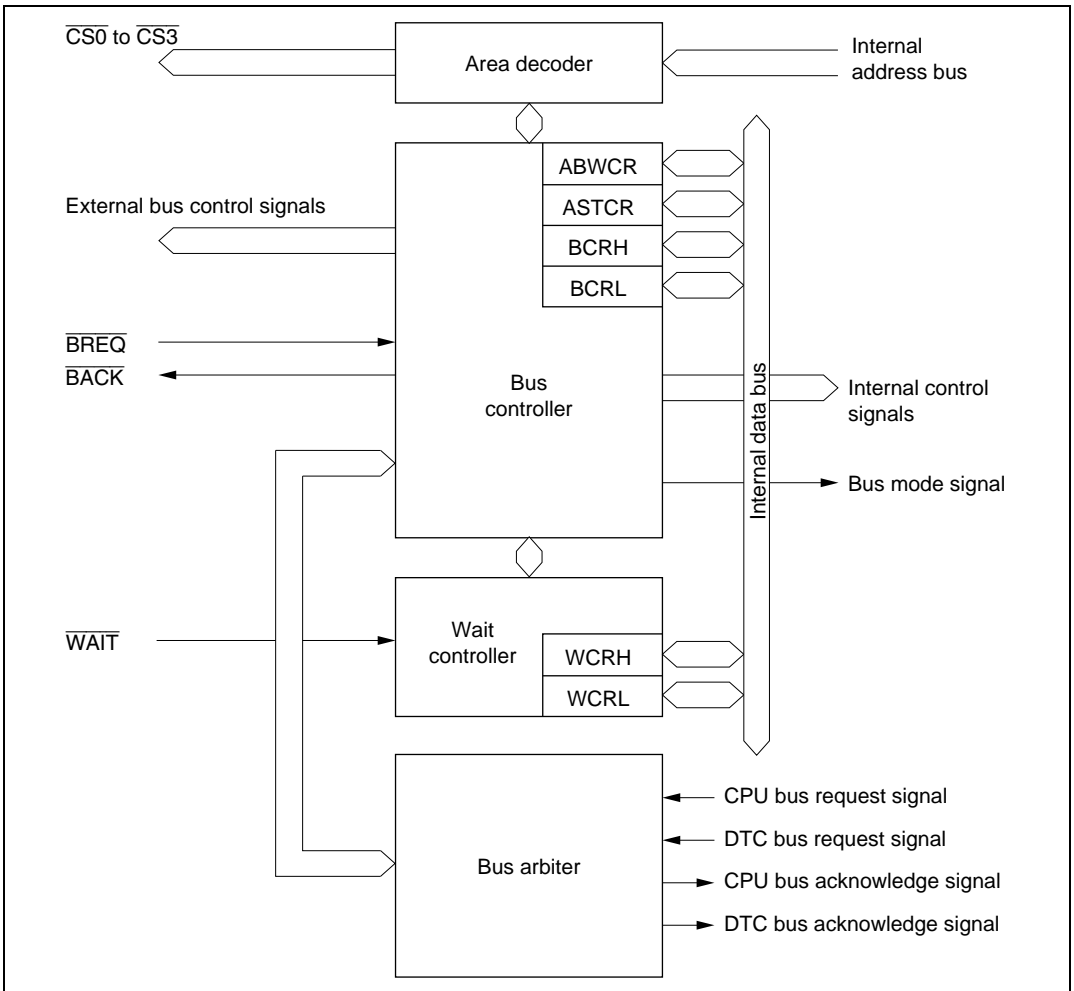 CS0 to CS3
Area decoder
Internal
address bus
ABWCR
ASTCR
BCRH
BCRL
External bus control signals
BREQ
BACK
Bus
controller
Internal control
signals
Bus mode signal
Internal data bus
WAIT
Wait
controller
WCRH
WCRL
Bus arbiter
CPU bus request signal
DTC bus request signal
CPU bus acknowledge signal
DTC bus acknowledge signal